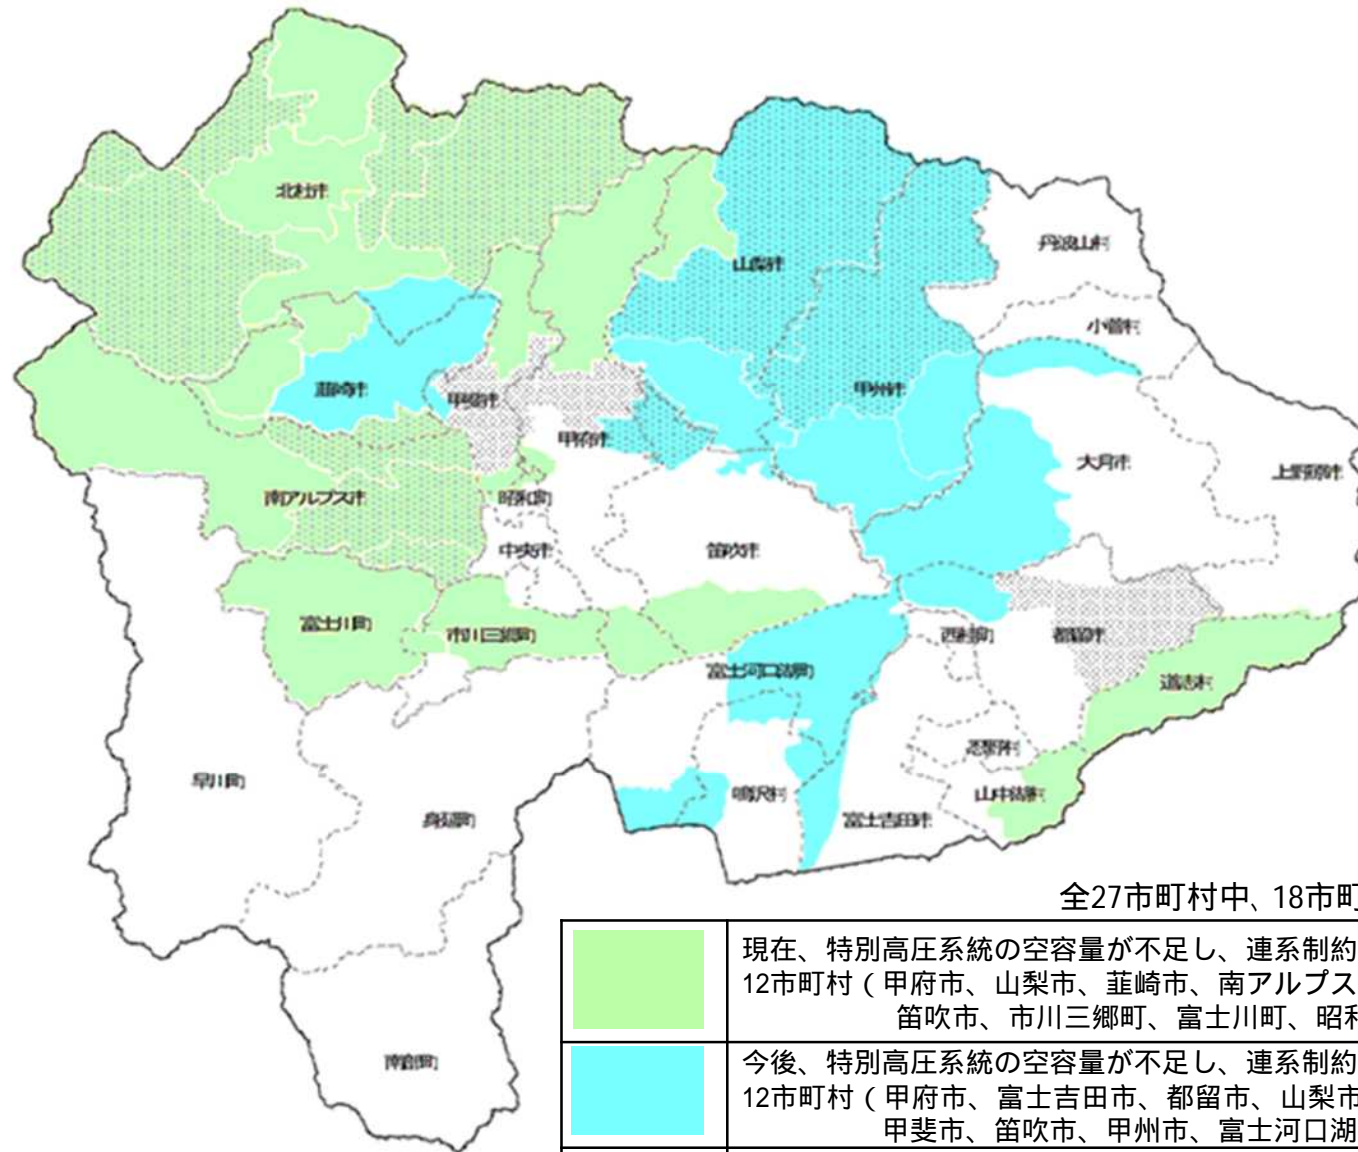 北杜市
丹波山村
山梨市
小菅村
韮崎市
甲斐市
甲州市
甲府市
大月市
上野原市
南アルプス市
昭和町
中央市
笛吹市
富士川町
市川三郷町
西桂町
都留市
富士河口湖町
道志村
忍野村
早川町
鳴沢村
山中湖村
身延町
富士吉田市
南部町
全27市町村中、18市町
現在、特別高圧系統の空容量が不足し、連系制約
12市町村（甲府市、山梨市、韮崎市、南アルプス
笛吹市、市川三郷町、富士川町、昭和
今後、特別高圧系統の空容量が不足し、連系制約
12市町村（甲府市、富士吉田市、都留市、山梨市
甲斐市、笛吹市、甲州市、富士河口湖